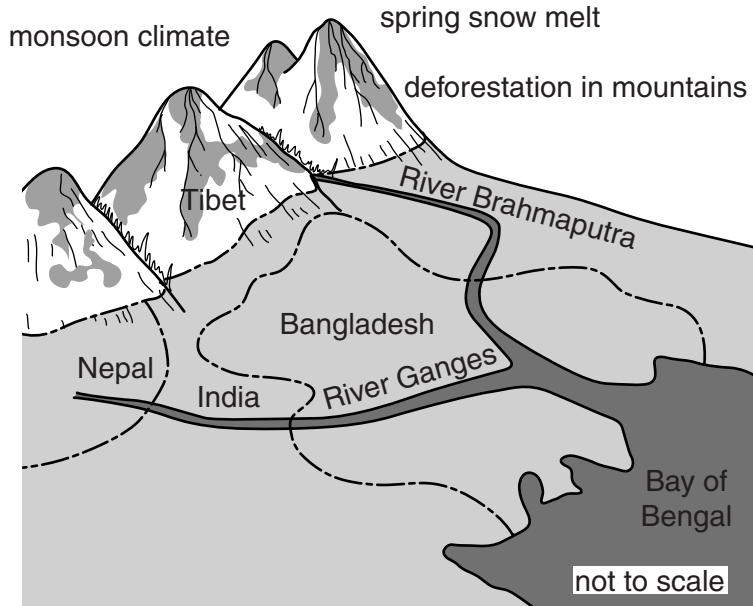 monsoon climate
spring snow melt
deforestation in mountains
Tibet
River Brahmaputra
Bangladesh
Nepal
India
River Ganges
Bay of
Bengal
not to scale